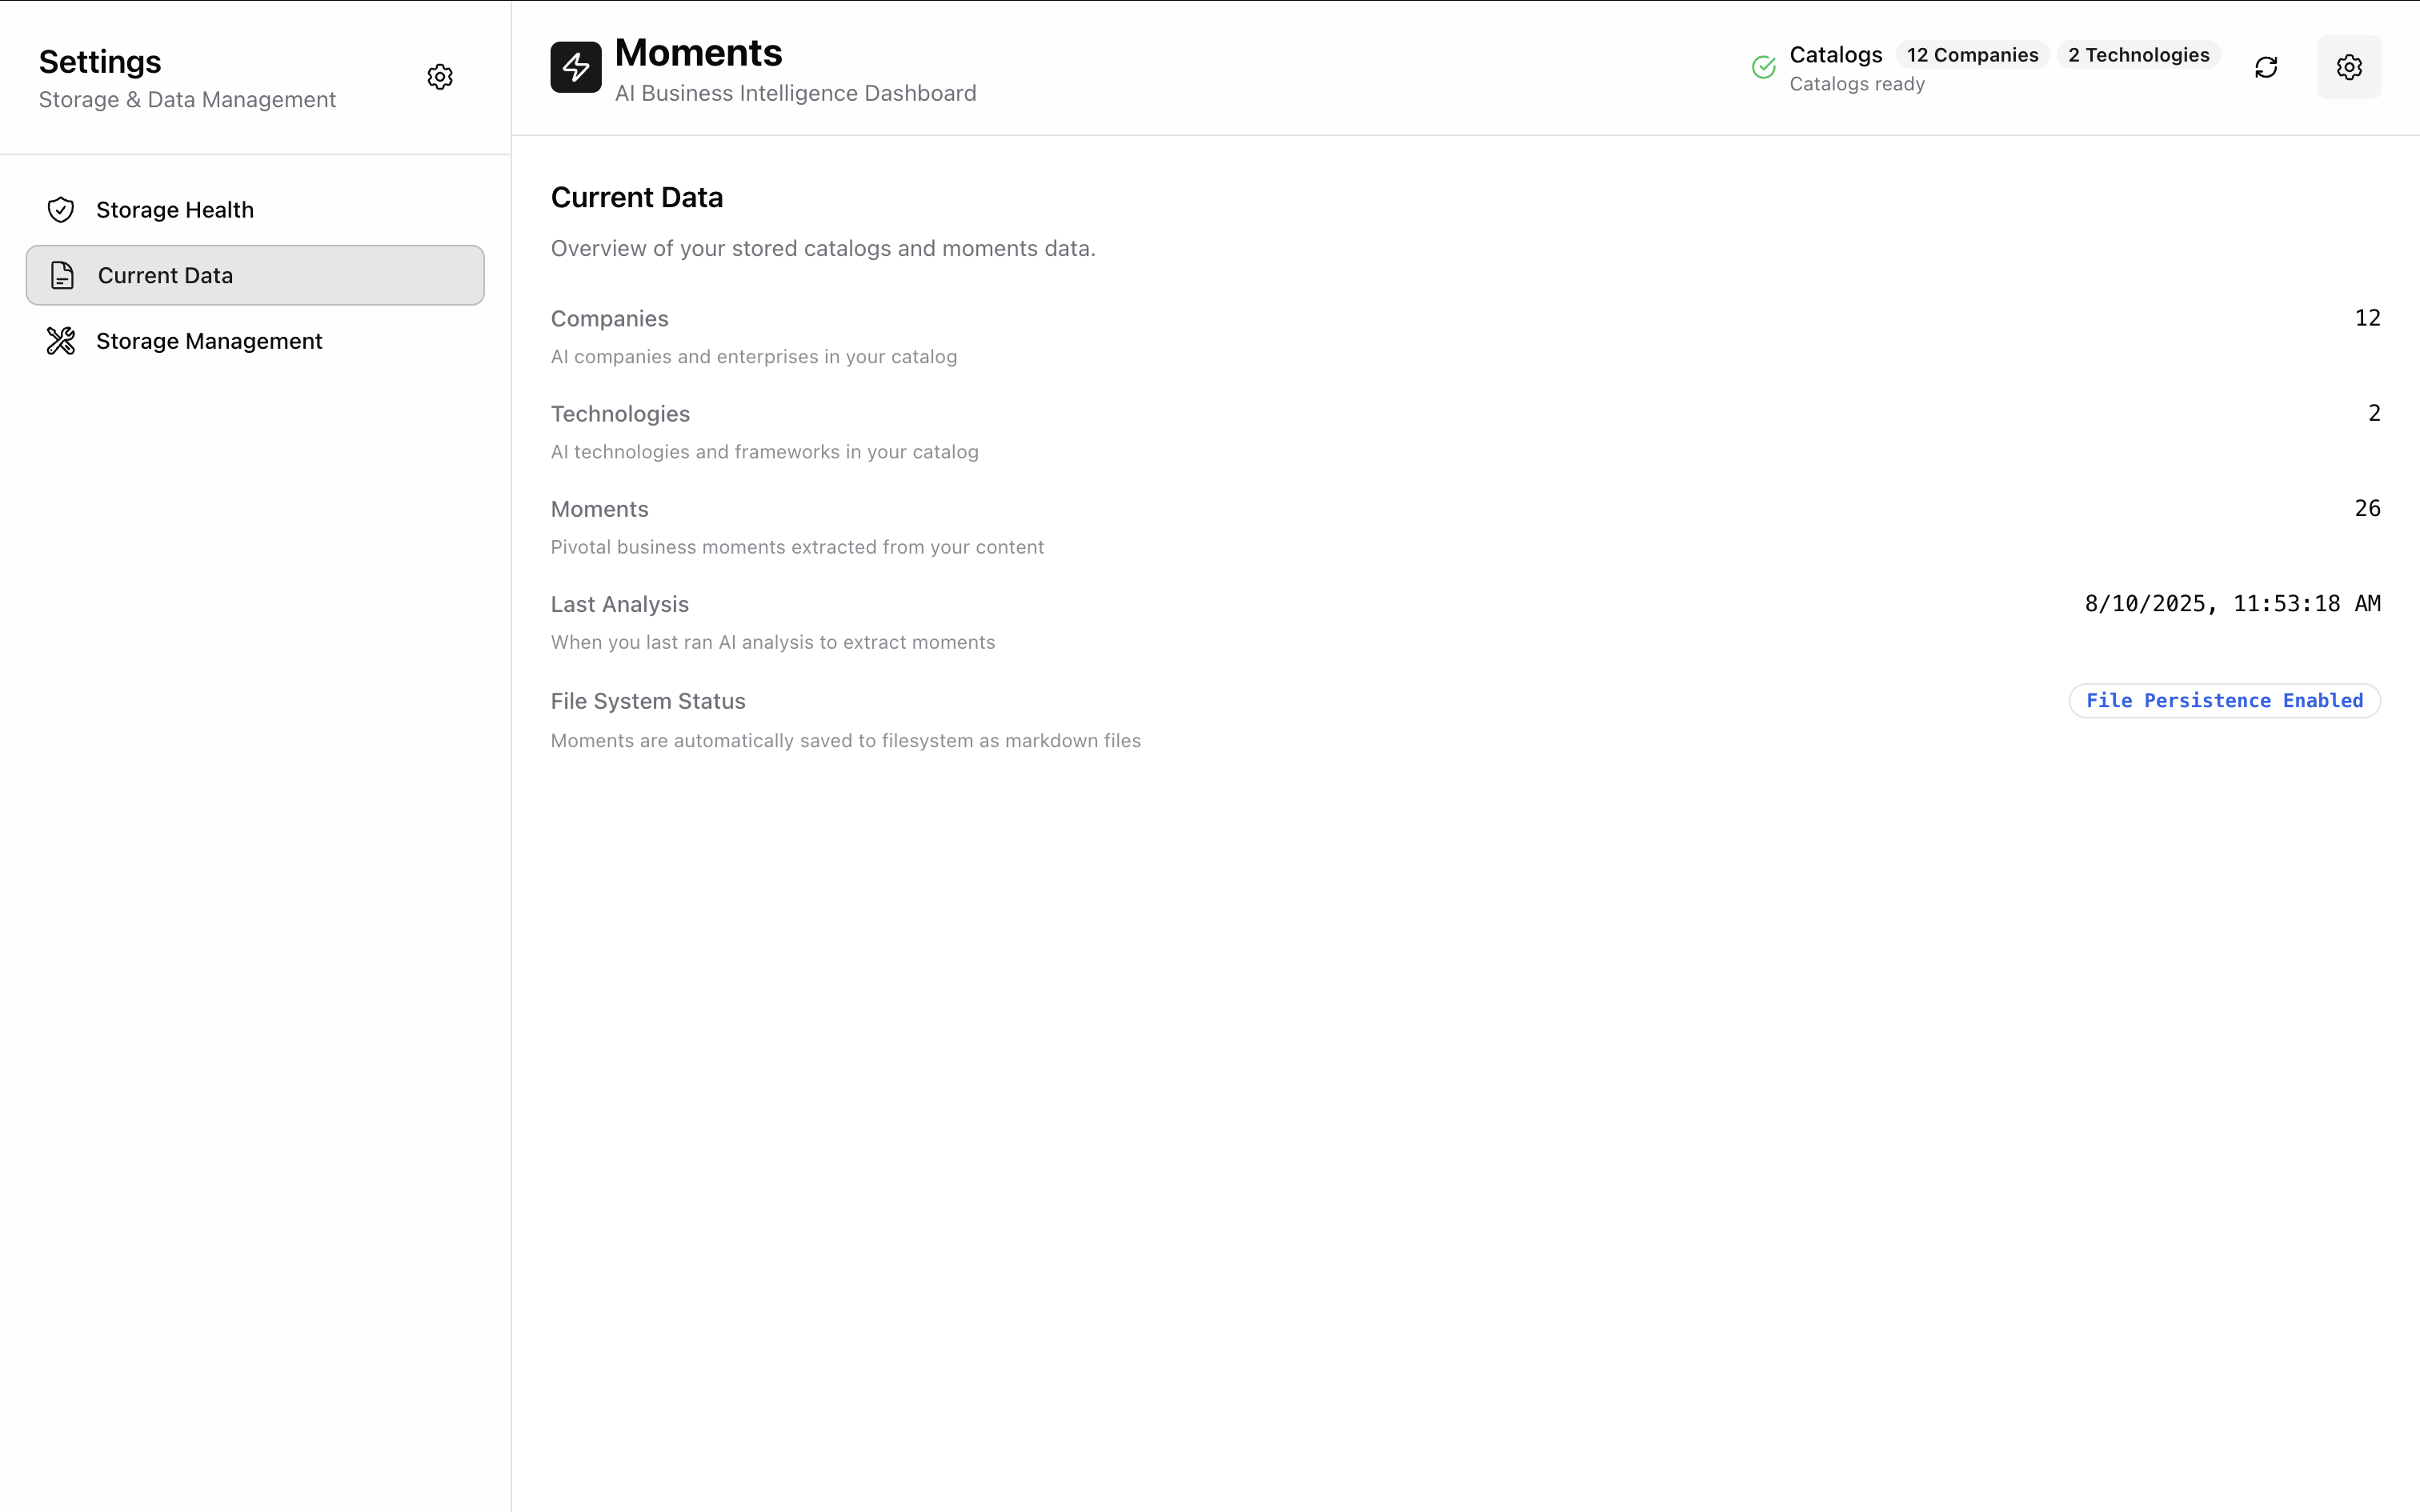 Settings
Storage & Data Management
Storage Health
Current Data
Storage Management
Moments
AI Business Intelligence Dashboard
Catalogs 12 Companies 2 Technologies
Catalogs ready
Current Data
Overview of your stored catalogs and moments data.
Companies 12
AI companies and enterprises in your catalog
Technologies 2
AI technologies and frameworks in your catalog
Moments 26
Pivotal business moments extracted from your content
Last Analysis 8/10/2025, 11:53:18 AM
When you last ran AI analysis to extract moments
File System Status File Persistence Enabled
Moments are automatically saved to filesystem as markdown files